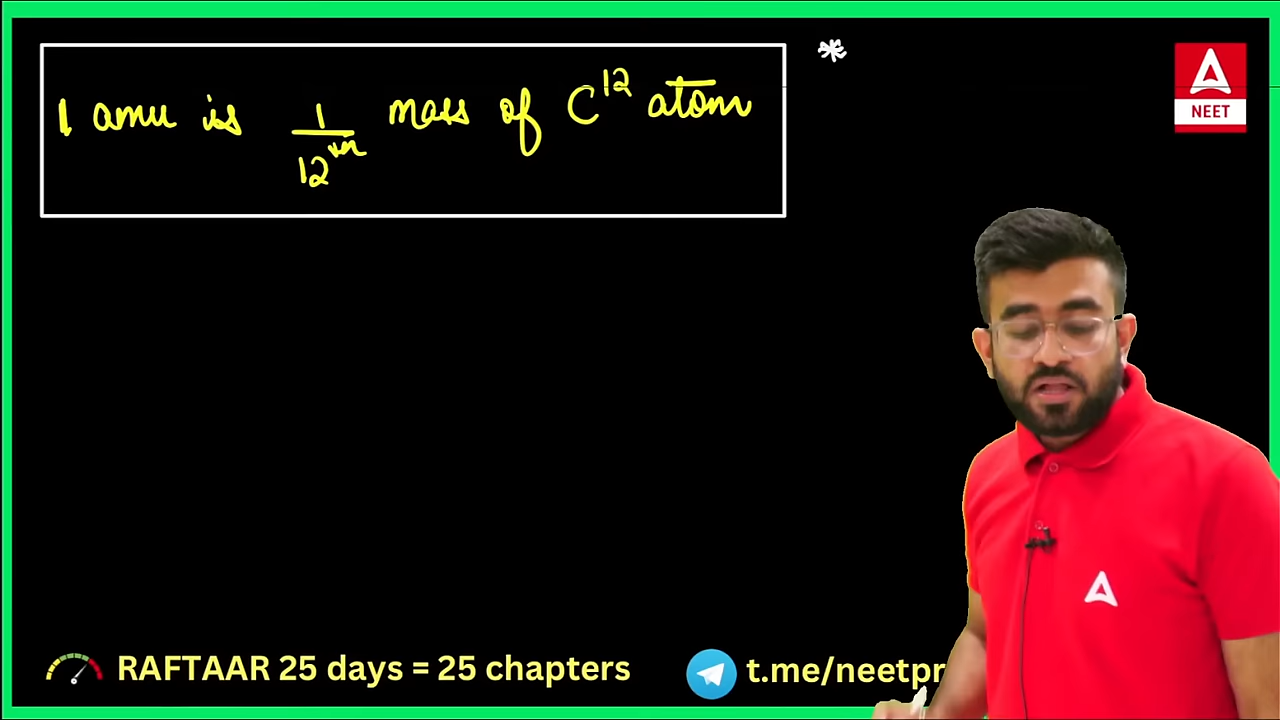 1 amu is 1/12ᵗʰ mass of C¹² atom *
NEET
RAFTAAR 25 days = 25 chapters
t.me/neetpr